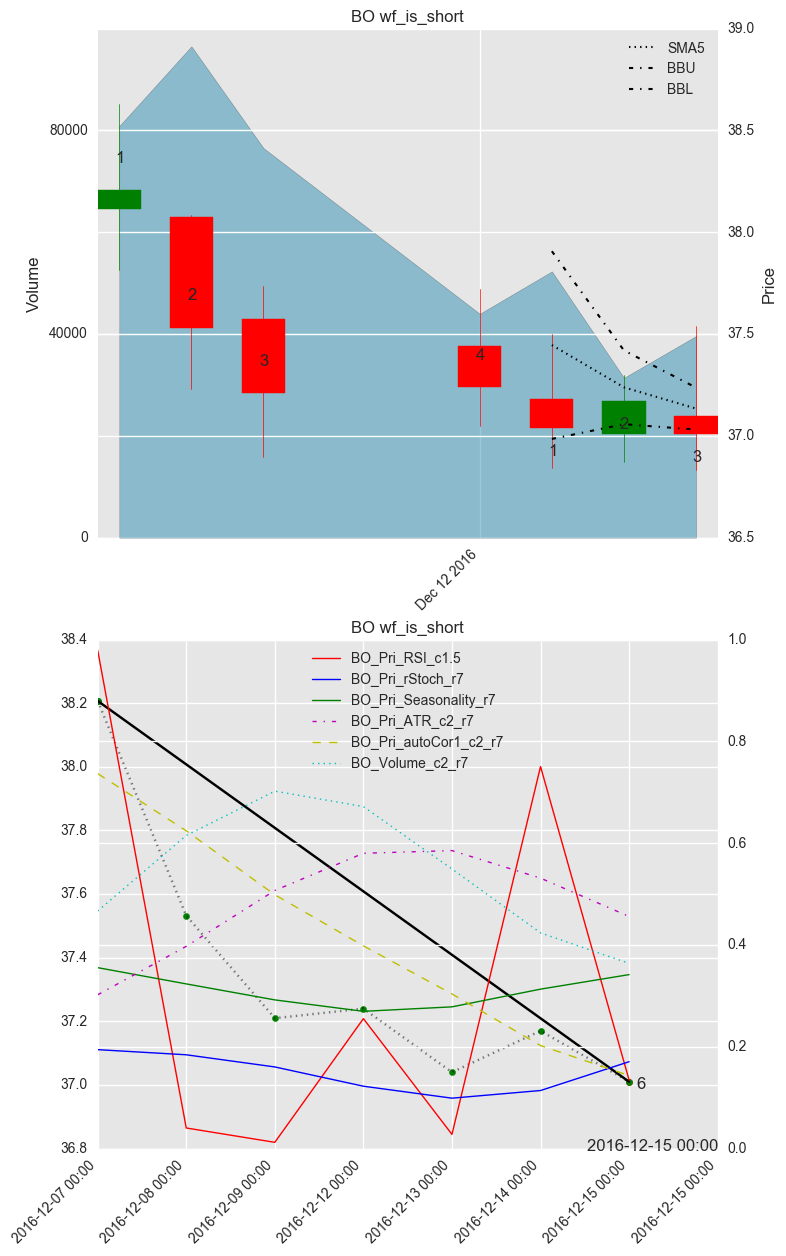 BO wf_is_short
39.0
38.5
38.0
37.5
37.0
36.5
80000
40000
0
Volume
Price
SMA5
BBU
BBL
1
2
3
4
1
2
3
Dec 12 2016
BO wf_is_short
38.4
38.2
38.0
37.8
37.6
37.4
37.2
37.0
36.8
1.0
0.8
0.6
0.4
0.2
0.0
BO_Pri_RSI_c1.5
BO_Pri_rStoch_r7
BO_Pri_Seasonality_r7
BO_Pri_ATR_c2_r7
BO_Pri_autoCor1_c2_r7
BO_Volume_c2_r7
6
2016-12-15 00:00
2016-12-07 00:00
2016-12-08 00:00
2016-12-09 00:00
2016-12-12 00:00
2016-12-13 00:00
2016-12-14 00:00
2016-12-15 00:00
2016-12-15 00:00